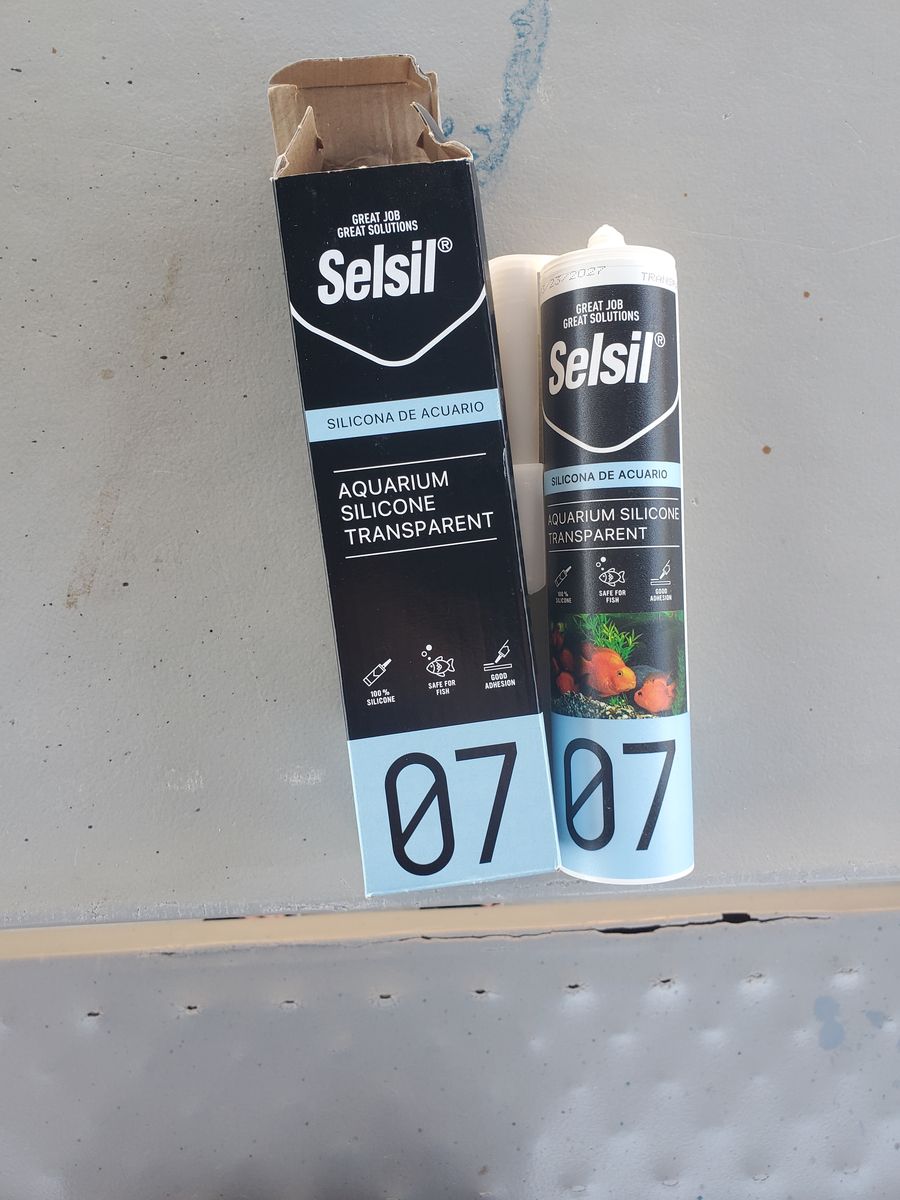 GREAT JOB
GREAT SOLUTIONS
Selsil®
SILICONA DE ACUARIO
AQUARIUM
SILICONE
TRANSPARENT
100 %
SILICONE
SAFE FOR
FISH
GOOD
ADHESION
07
/23/2027
GREAT JOB
GREAT SOLUTIONS
Selsil®
SILICONA DE ACUARIO
AQUARIUM SILICONE
TRANSPARENT
100 %
SILICONE
SAFE FOR
FISH
GOOD
ADHESION
07